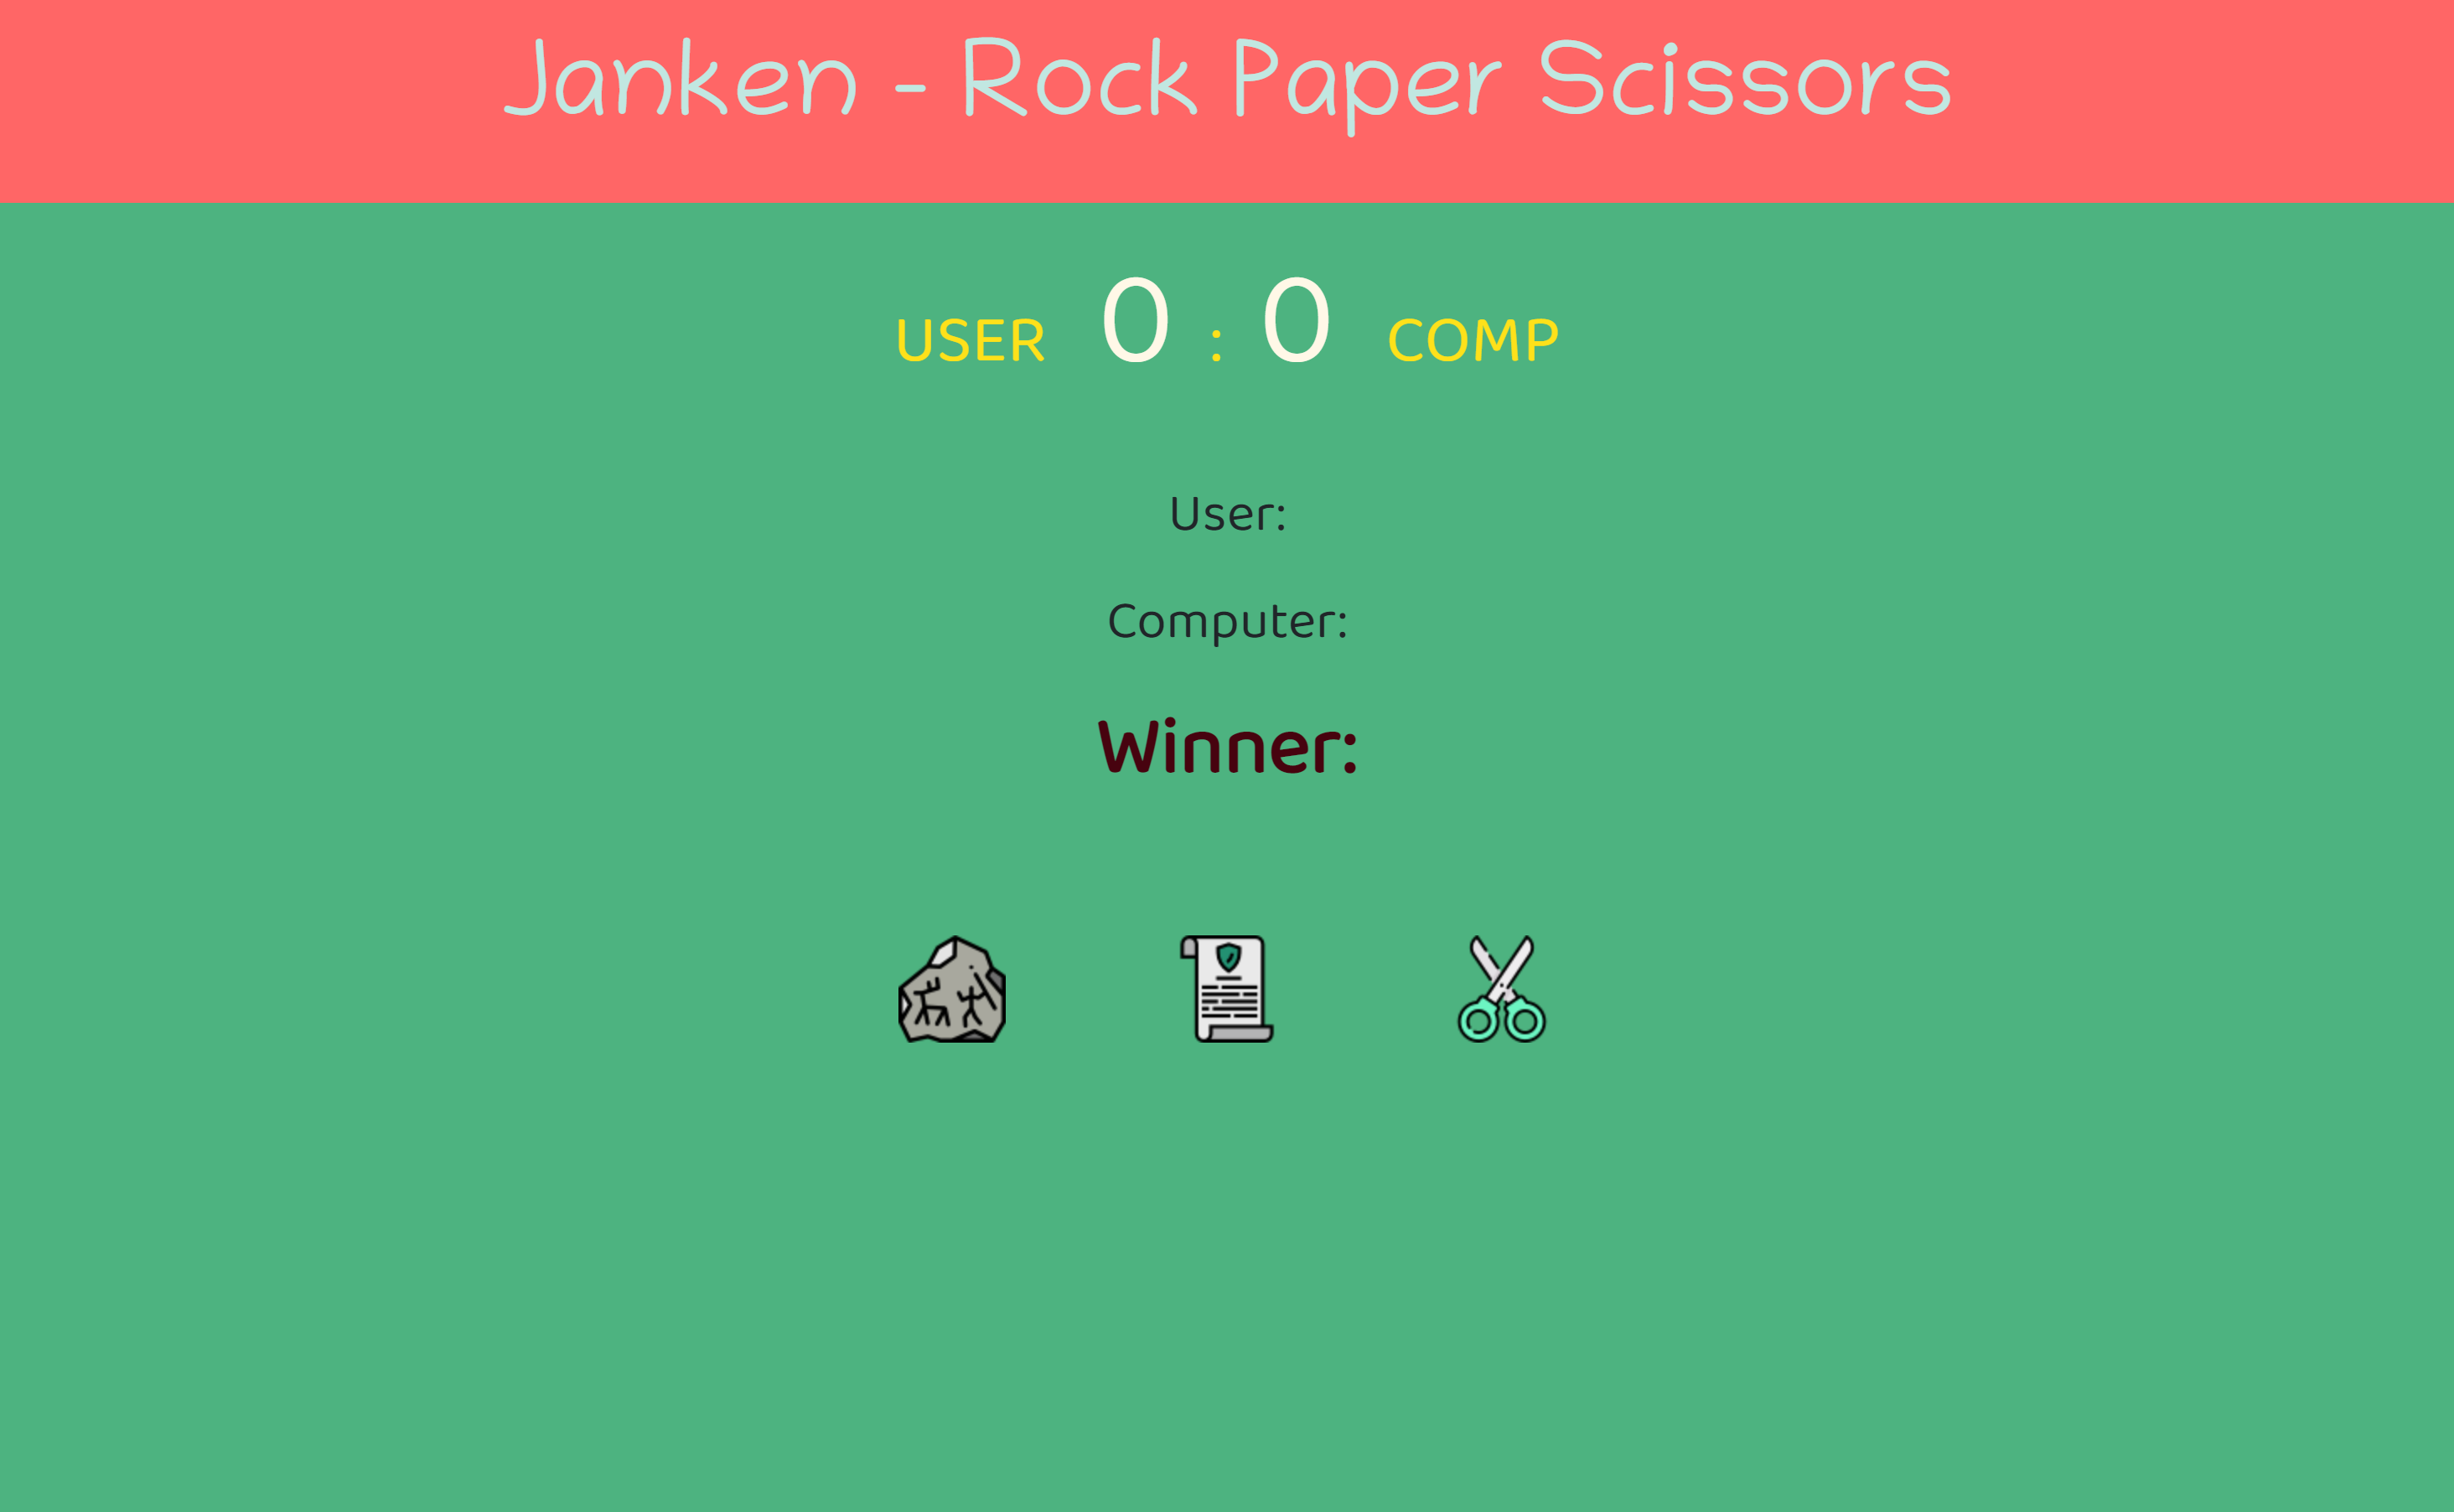 Janken - Rock Paper Scissors
USER 0 : 0 COMP
User:
Computer:
Winner: